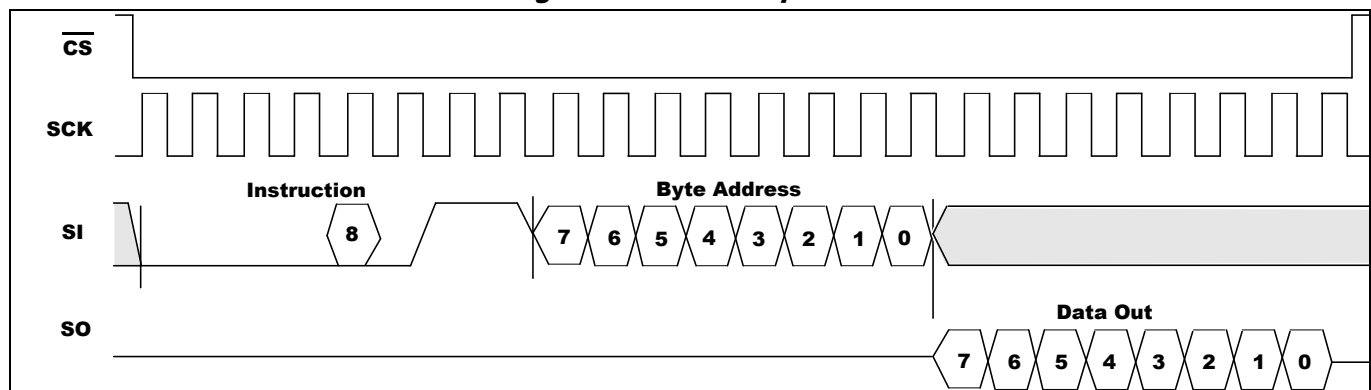 CS
SCK
Instruction
Byte Address
SI
8
7 6 5 4 3 2 1 0
SO
Data Out
7 6 5 4 3 2 1 0